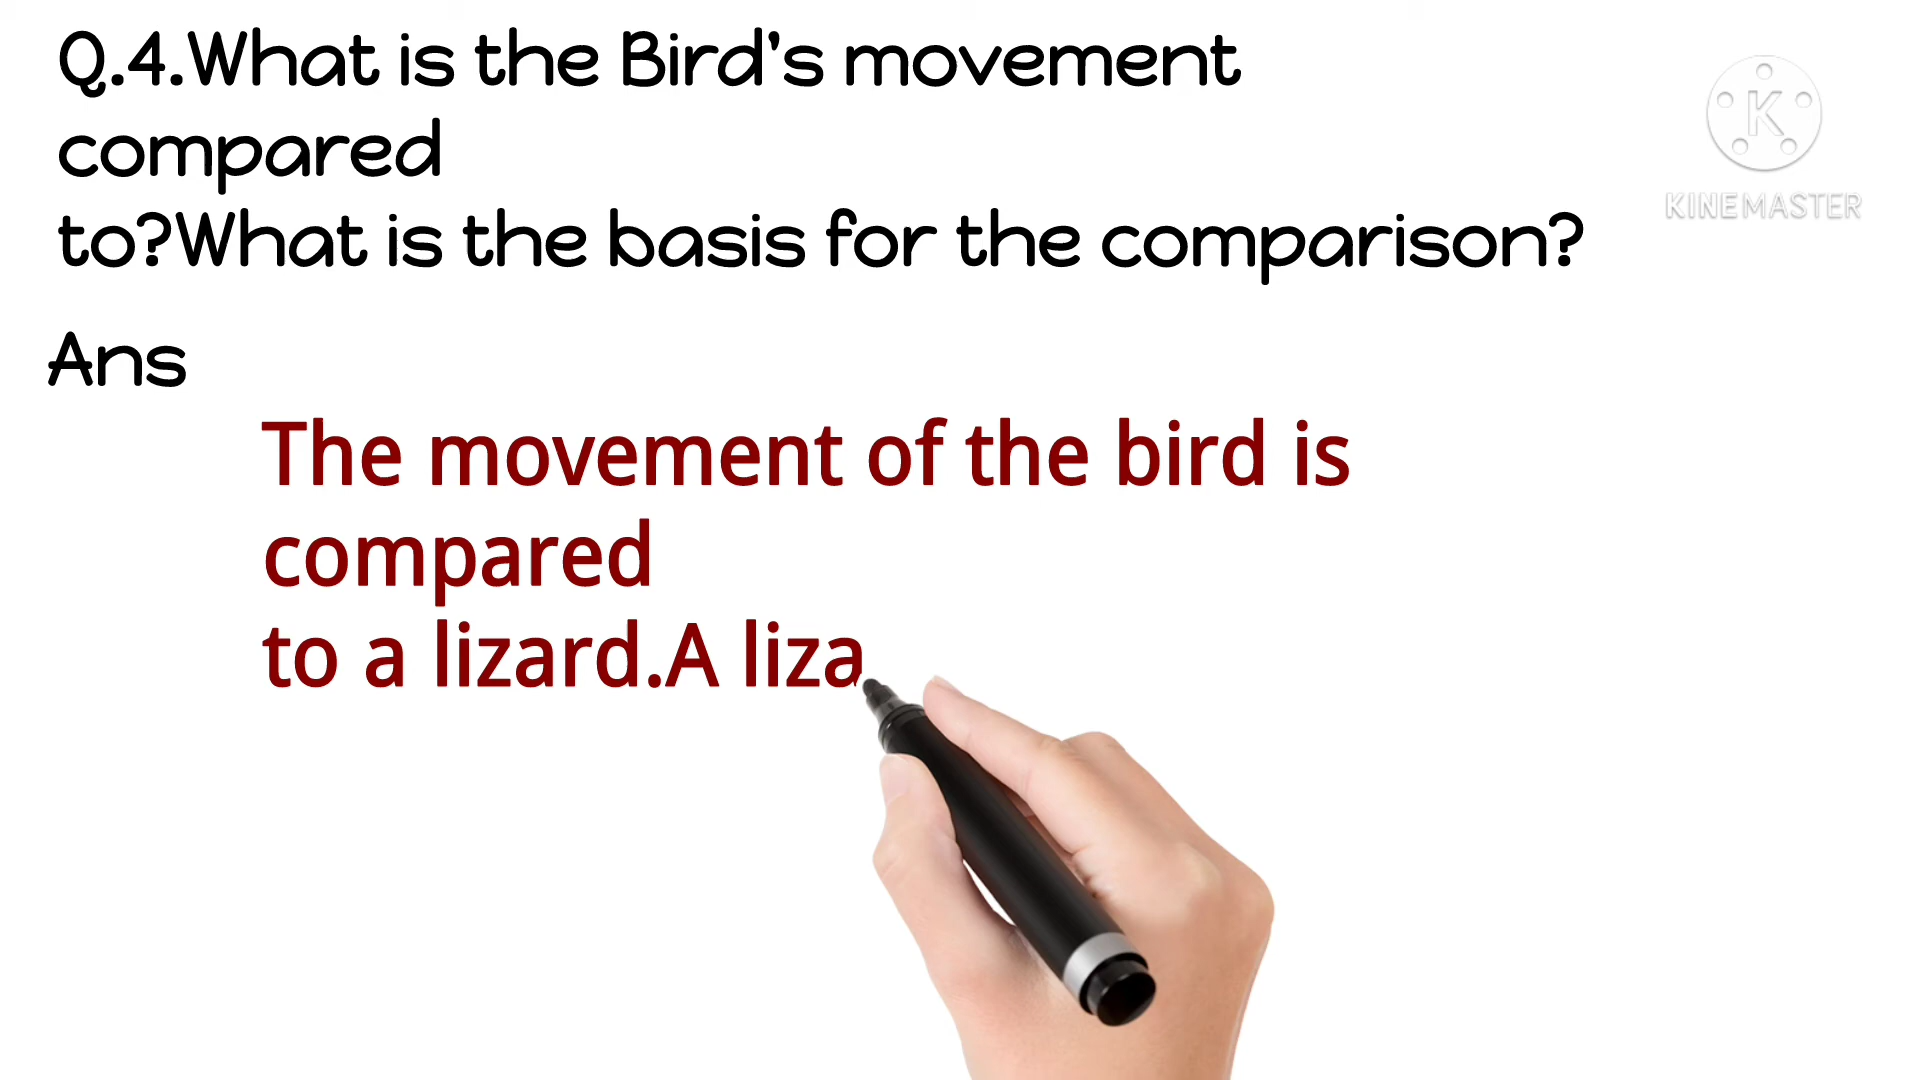 Q.4.What is the Bird's movement
compared
to?What is the basis for the comparison?
Ans
The movement of the bird is
compared
to a lizard.A liza
K
KINEMASTER